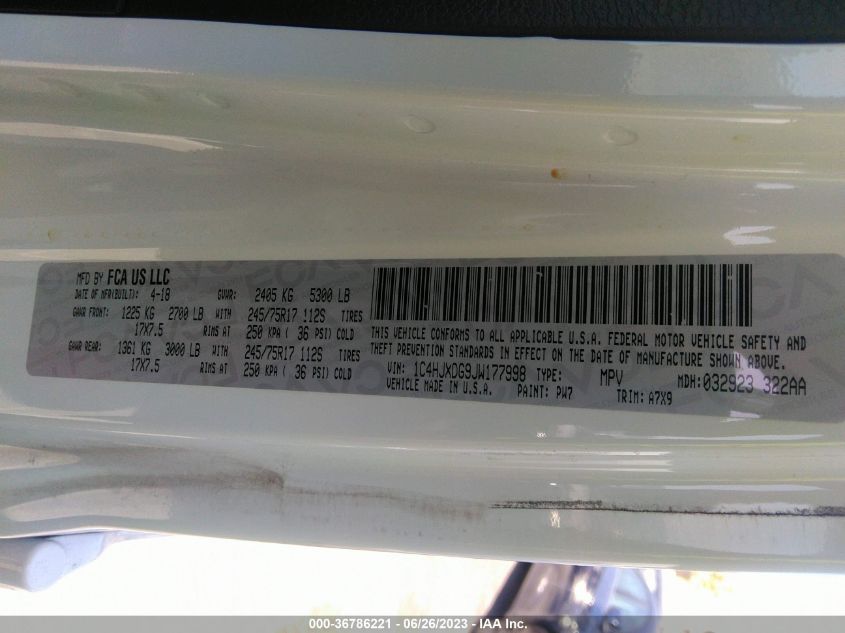 MFD BY FCA US LLC
DATE OF MFR(BUILT): 4-18 GVWR: 2405 KG 5300 LB
GAWR FRONT: 1225 KG 2700 LB WITH 245/75R17 112S TIRES
17X7.5 RIMS AT 250 KPA ( 36 PSI) COLD
GAWR REAR: 1361 KG 3000 LB WITH 245/75R17 112S TIRES
17X7.5 RIMS AT 250 KPA ( 36 PSI) COLD
THIS VEHICLE CONFORMS TO ALL APPLICABLE U.S.A. FEDERAL MOTOR VEHICLE SAFETY AND
THEFT PREVENTION STANDARDS IN EFFECT ON THE DATE OF MANUFACTURE SHOWN ABOVE.
VIN: 1C4HJXDG9JW177998 TYPE: MPV MDH: 032923 322AA
VEHICLE MADE IN U.S.A. PAINT: PW7 TRIM: A7X9
000-36786221 - 06/26/2023 - IAA Inc.